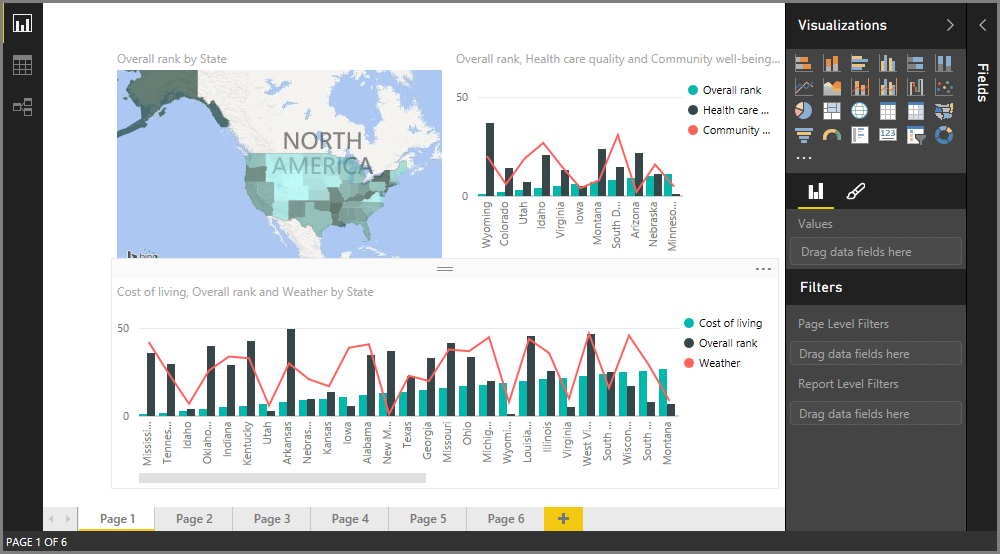 Overall rank by State
NORTH
AMERICA
bing
Overall rank, Health care quality and Community well-being...
50
0
Overall rank
Health care ...
Community ...
Wyoming
Colorado
Utah
Idaho
Virginia
Iowa
Montana
South D...
Arizona
Nebraska
Minneso...
Cost of living, Overall rank and Weather by State
50
0
Cost of living
Overall rank
Weather
Mississi...
Tennes...
Idaho
Oklaho...
Indiana
Kentucky
Utah
Arkansas
Nebras...
Kansas
Iowa
Alabama
New M...
Texas
Georgia
Missouri
Ohio
Michig...
Wyomi...
Louisia...
Illinois
Virginia
West Vi...
South ...
Wiscon...
South ...
Montana
Page 1
Page 2
Page 3
Page 4
Page 5
Page 6
PAGE 1 OF 6
Visualizations
123
Values
Drag data fields here
Filters
Page Level Filters
Drag data fields here
Report Level Filters
Drag data fields here
Fields